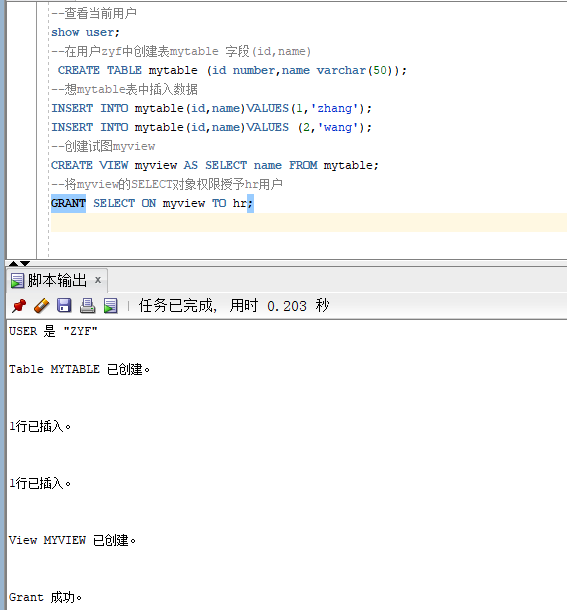 --查看当前用户
show user;
--在用户zyf中创建表mytable 字段(id,name)
CREATE TABLE mytable (id number,name varchar(50));
--想mytable表中插入数据
INSERT INTO mytable(id,name)VALUES(1,'zhang');
INSERT INTO mytable(id,name)VALUES (2,'wang');
--创建试图myview
CREATE VIEW myview AS SELECT name FROM mytable;
--将myview的SELECT对象权限授予hr用户
GRANT SELECT ON myview TO hr;
脚本输出 x
任务已完成, 用时 0.203 秒
USER 是 "ZYF"
Table MYTABLE 已创建。
1行已插入。
1行已插入。
View MYVIEW 已创建。
Grant 成功。